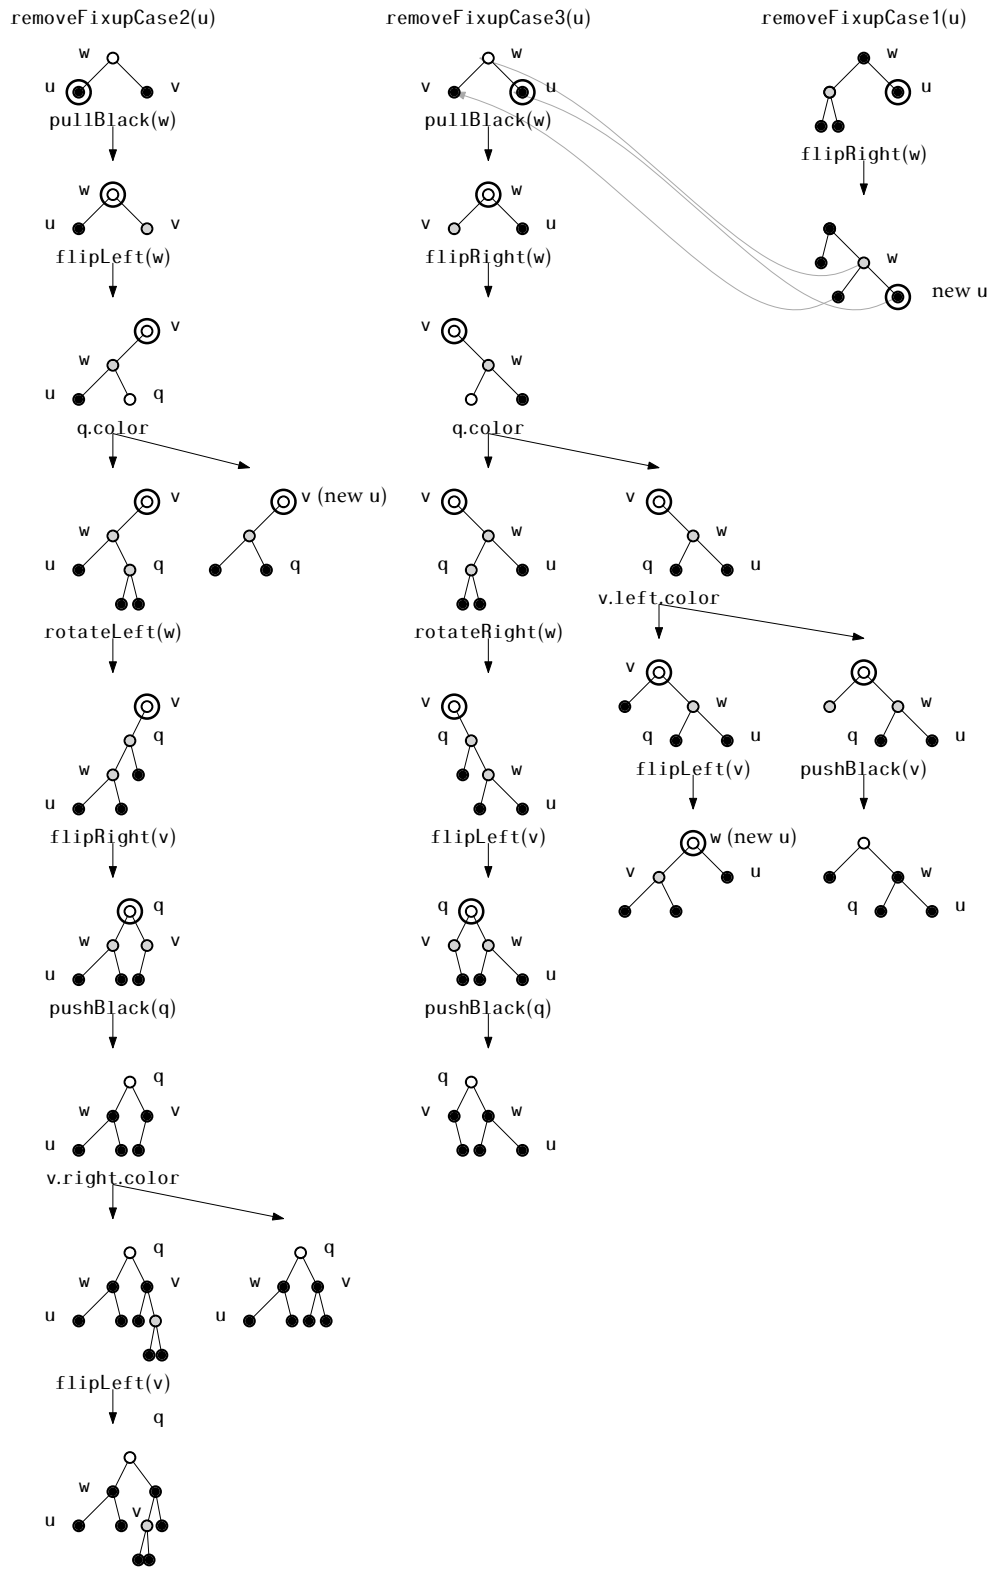 removeFixupCase2(u) removeFixupCase3(u) removeFixupCase1(u)
w w w
u v v u u
pullBlack(w) pullBlack(w)
flipRight(w)
w w
u v v u
flipLeft(w) flipRight(w)
w
new u
v v
w w
u q
q.color q.color
v v (new u) v v
w w w
u q q q u q u
v.left.color
rotateLeft(w) rotateRight(w)
v
v v
w w
q q
q u q u
w w
flipLeft(v) pushBlack(v)
u u
flipRight(v) flipLeft(v)
w (new u)
v u w
q q
q u
w v v w
u u
pushBlack(q) pushBlack(q)
q q
w v v w
u u
v.right.color
q q
w v w v
u u
flipLeft(v)
q
w
v
u